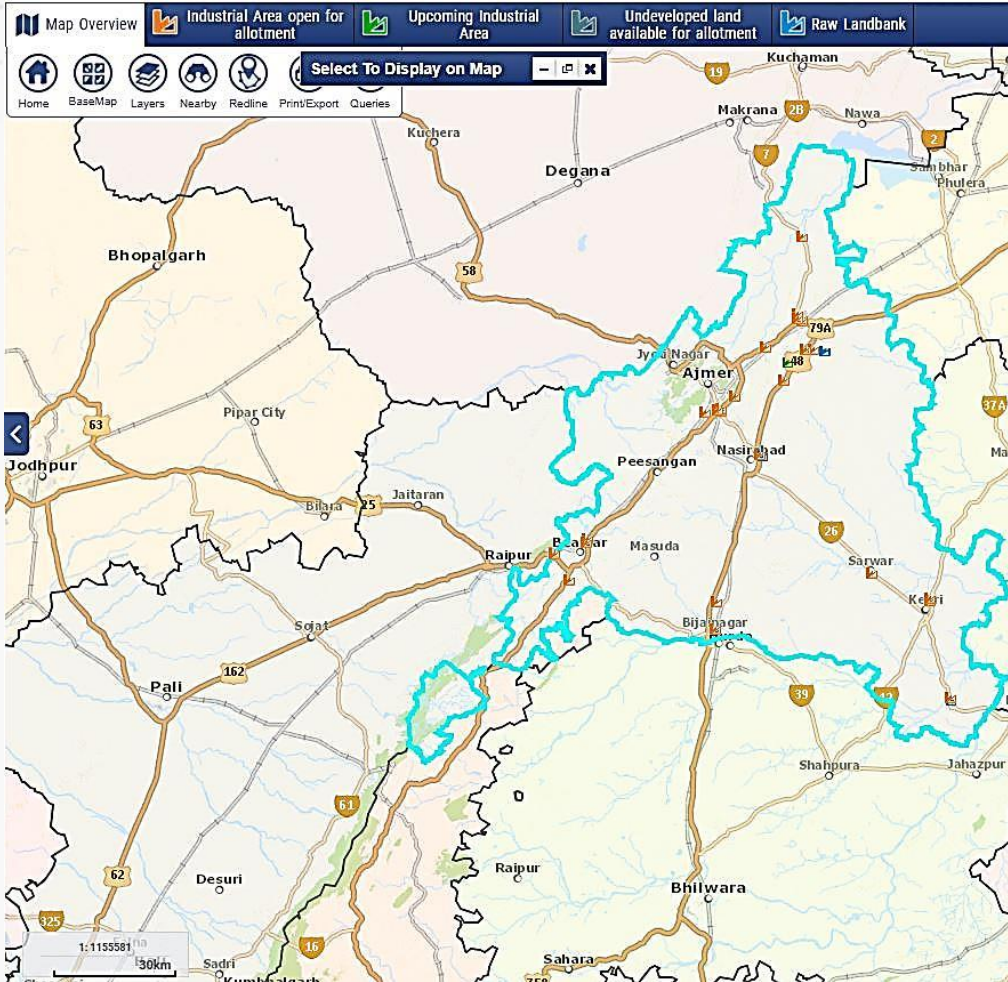 Map Overview
Industrial Area open for
allotment
Upcoming Industrial
Area
Undeveloped land
available for allotment
Raw Landbank
Home
BaseMap
Layers
Nearby
Redline
Print/Export
Queries
Select To Display on Map
19
Kuchaman
Makrana
2B
Nawa
Kuchera
7
2
Degana
Sambhar
Phulera
Bhopalgarh
58
79A
Jyoti Nagar
48
Ajmer
37A
Pipar City
63
Ma
Jodhpur
Nasirabad
Peesangan
Jaitaran
25
Bilara
26
Raipur
Beawar
Masuda
Sarwar
Kekri
Sojat
Bijainagar
162
Pali
39
12
Shahpura
Jahazpur
61
62
Raipur
Desuri
Bhilwara
325
16
1: 1155581
30km
Sadri
Sahara
Kumbhalgarh